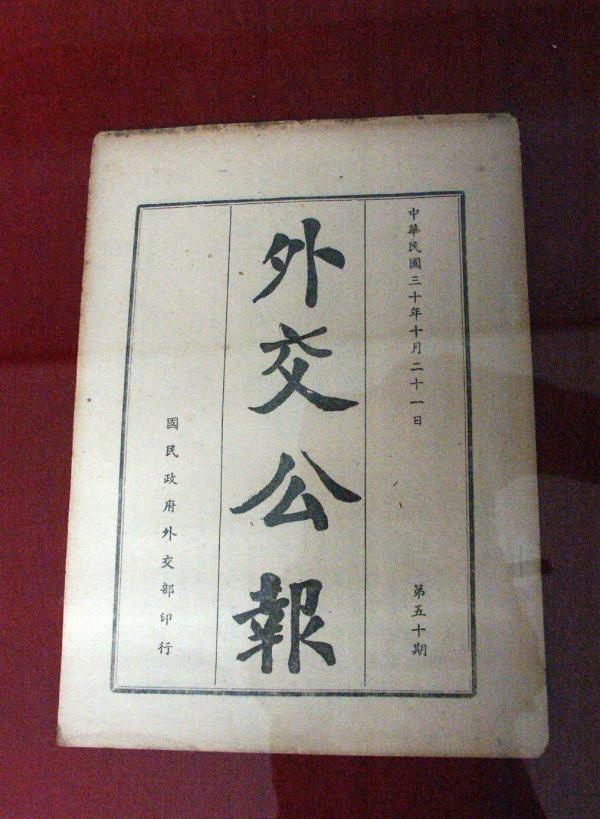 中華民國三十年十月二十一日
第五十期
外交公報
國民政府外交部印行